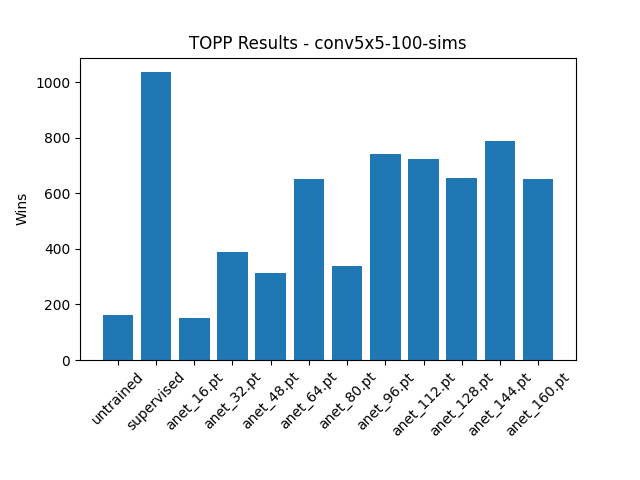 TOPP Results - conv5x5-100-sims
Wins
1000
800
600
400
200
0
untrained
supervised
anet_16.pt
anet_32.pt
anet_48.pt
anet_64.pt
anet_80.pt
anet_96.pt
anet_112.pt
anet_128.pt
anet_144.pt
anet_160.pt